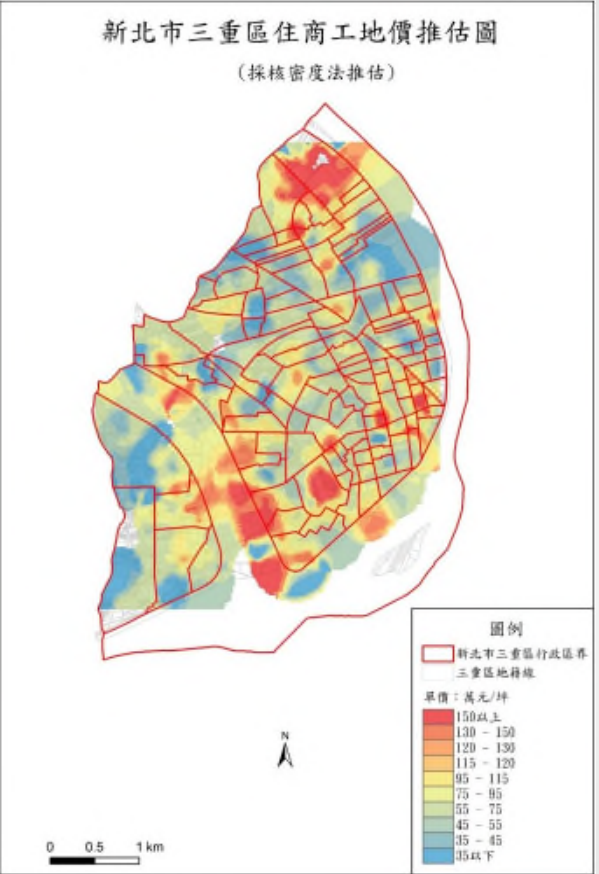 新北市三重區住商工地價推估圖
(採核密度法推估)
圖例
新北市三重區行政區界
三重區地籍線
單價：萬元/坪
150以上
130 - 150
120 - 130
115 - 120
95 - 115
75 - 95
55 - 75
45 - 55
35 - 45
35以下
N
0 0.5 1 km